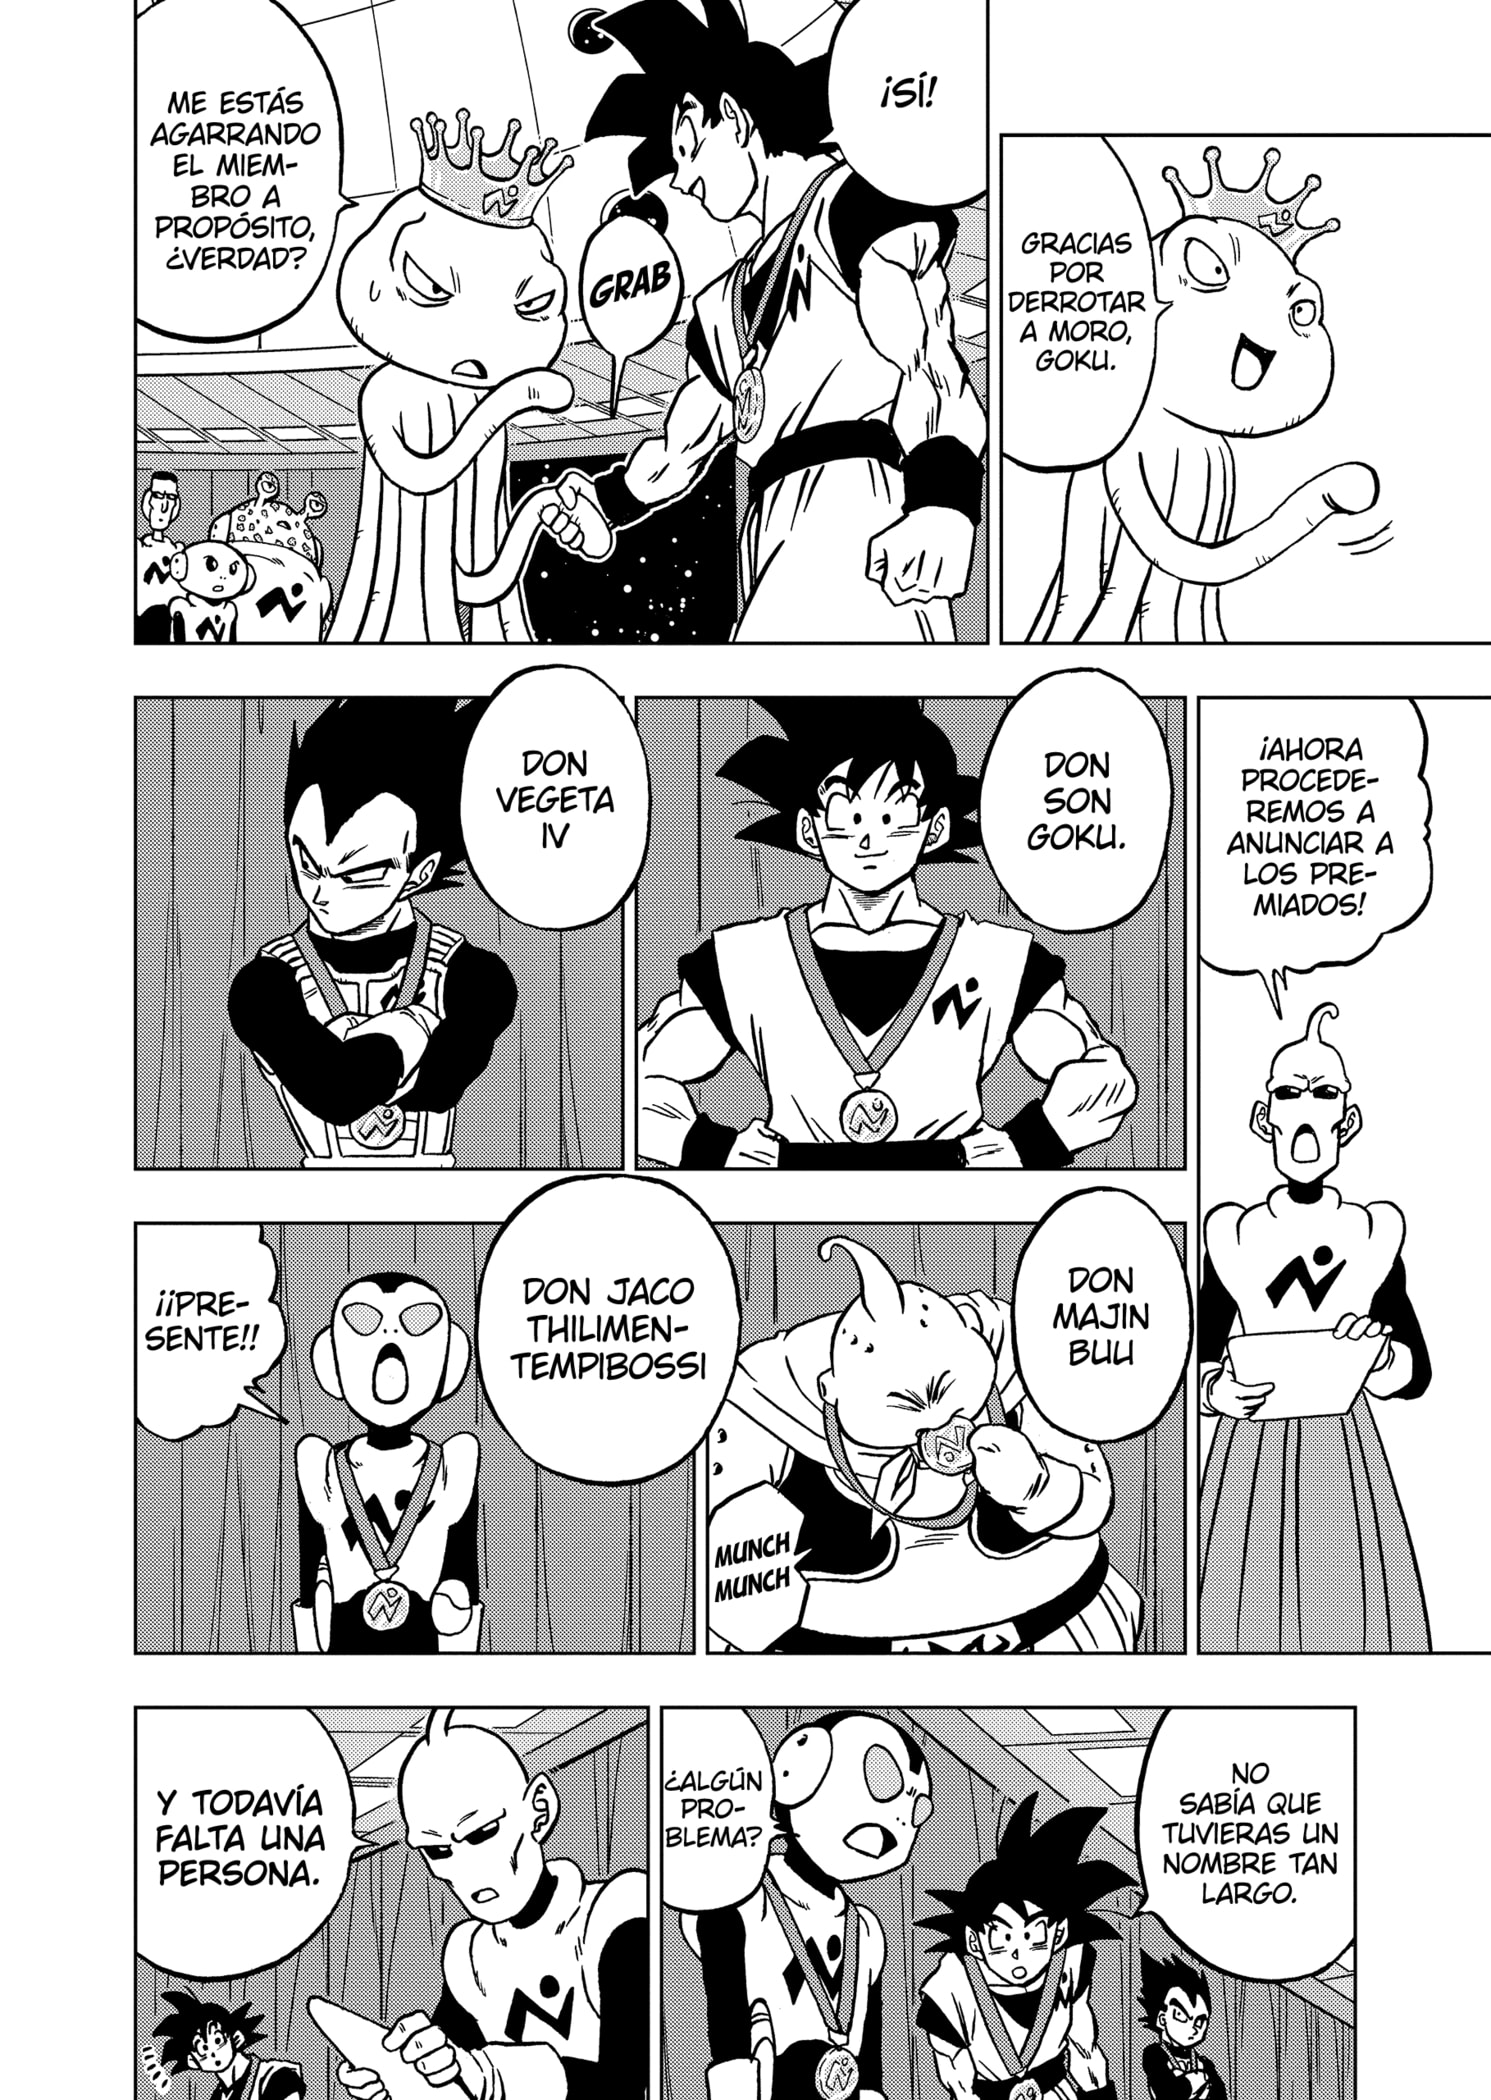 GRACIAS
POR
DERROTAR
A MORO,
GOKU.
¡SÍ!
GRAB
ME ESTÁS
AGARRANDO
EL MIEM-
BRO A
PROPÓSITO,
¿VERDAD?
¡AHORA
PROCEDE-
REMOS A
ANUNCIAR A
LOS PRE-
MIADOS!
DON
SON
GOKU.
DON
VEGETA
IV
DON
MAJIN
BUU
MUNCH
MUNCH
DON JACO
THILIMEN-
TEMPIBOSSI
¡¡PRE-
SENTE!!
NO
SABÍA QUE
TUVIERAS UN
NOMBRE TAN
LARGO.
¿ALGÚN
PRO-
BLEMA?
Y TODAVÍA
FALTA UNA
PERSONA.